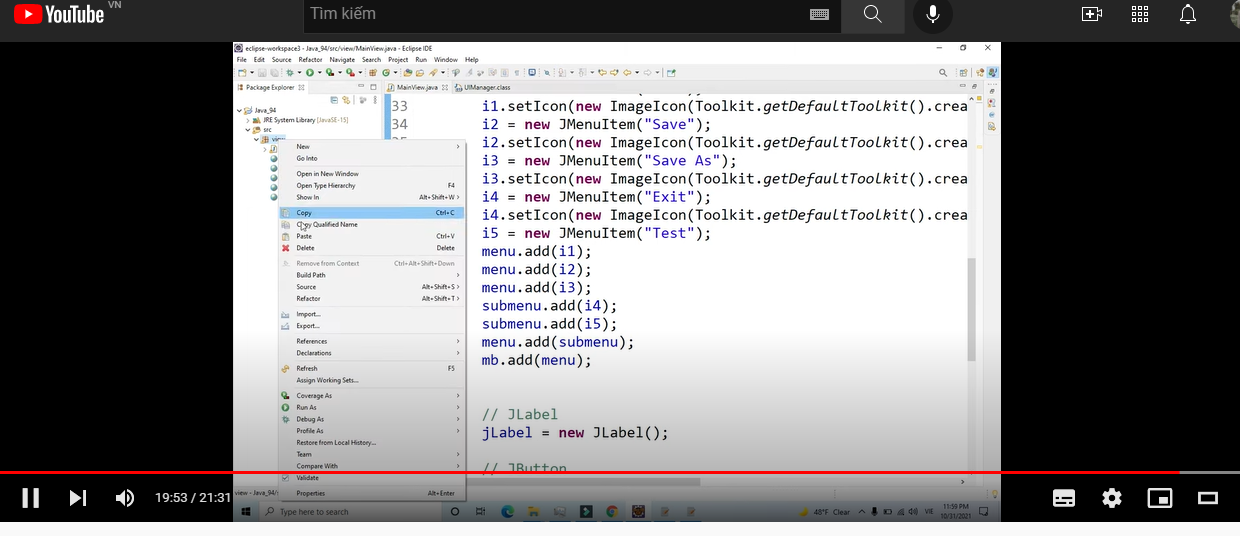 YouTube VN
Tìm kiếm
eclipse-workspace3 - Java_94/src/view/MainView.java - Eclipse IDE
File Edit Source Refactor Navigate Search Project Run Window Help
Package Explorer
MainView.java UIManager.class
Java_94
JRE System Library [JavaSE-15]
src
view
New
Go Into
Open in New Window
Open Type Hierarchy F4
Show In Alt+Shift+W >
Copy Ctrl+C
Copy Qualified Name
Paste Ctrl+V
Delete Delete
Remove from Context Ctrl+Alt+Shift+Down
Build Path >
Source Alt+Shift+S >
Refactor Alt+Shift+T >
Import...
Export...
References >
Declarations >
Refresh F5
Assign Working Sets...
Coverage As >
Run As >
Debug As >
Profile As >
Restore from Local History...
Team >
Compare With >
Validate
Properties Alt+Enter
33 i1.setIcon(new ImageIcon(Toolkit.getDefaultToolkit().crea
34 i2 = new JMenuItem("Save");
i2.setIcon(new ImageIcon(Toolkit.getDefaultToolkit().crea
i3 = new JMenuItem("Save As");
i3.setIcon(new ImageIcon(Toolkit.getDefaultToolkit().crea
i4 = new JMenuItem("Exit");
i4.setIcon(new ImageIcon(Toolkit.getDefaultToolkit().crea
i5 = new JMenuItem("Test");
menu.add(i1);
menu.add(i2);
menu.add(i3);
submenu.add(i4);
submenu.add(i5);
menu.add(submenu);
mb.add(menu);
// JLabel
jLabel = new JLabel();
// JButton
view - Java_94/
19:53 / 21:31
Type here to search
48°F Clear
VIE
11:59 PM
10/31/2021